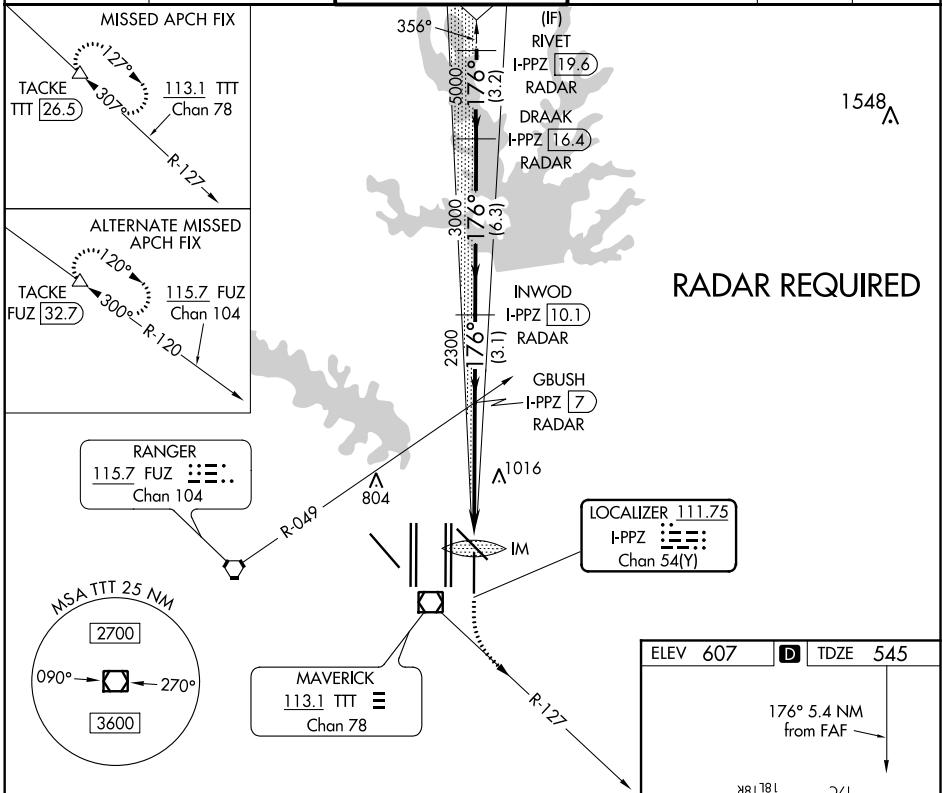 MISSED APCH FIX
127°
TACKE
TTT 26.5
307°
113.1 TTT
Chan 78
R-127
ALTERNATE MISSED
APCH FIX
120°
TACKE
FUZ 32.7
300°
115.7 FUZ
Chan 104
R-120
356°
(IF)
RIVET
I-PPZ 19.6
RADAR
5000
176°
(3.2)
DRAAK
I-PPZ 16.4
RADAR
1548
3000
176°
(6.3)
RADAR REQUIRED
INWOD
I-PPZ 10.1
RADAR
2300
176°
(3.1)
GBUSH
I-PPZ 7
RADAR
1016
804
RANGER
115.7 FUZ
Chan 104
R-049
LOCALIZER 111.75
I-PPZ
Chan 54(Y)
IM
MSA TTT 25 NM
2700
090°
270°
3600
MAVERICK
113.1 TTT
Chan 78
R-127
ELEV 607
D
TDZE 545
176° 5.4 NM
from FAF
18L
18R
17C